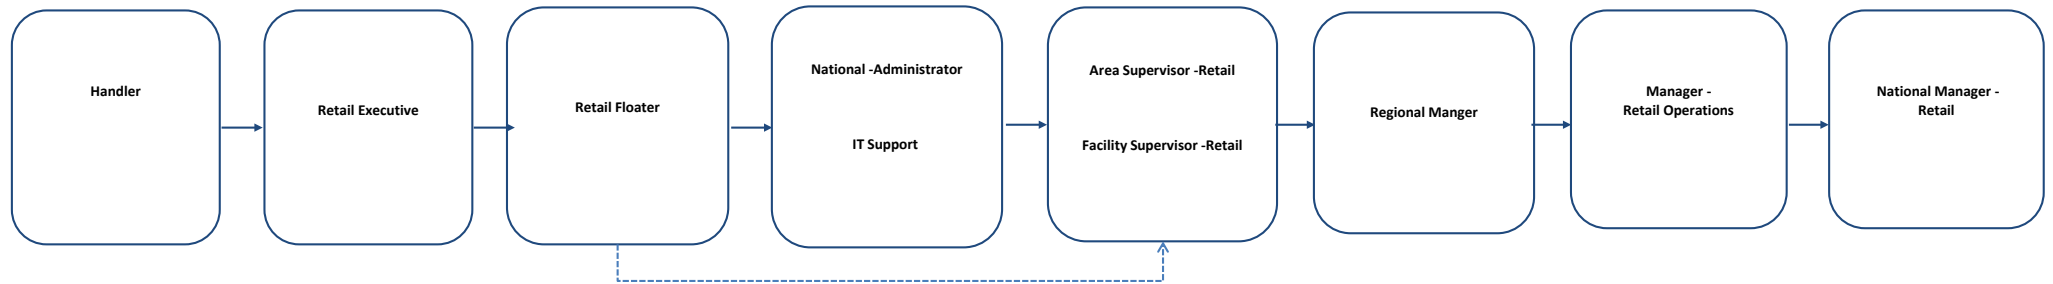 Handler
Retail Executive
Retail Floater
National -Administrator
IT Support
Area Supervisor -Retail
Facility Supervisor -Retail
Regional Manger
Manager -
Retail Operations
National Manager -
Retail